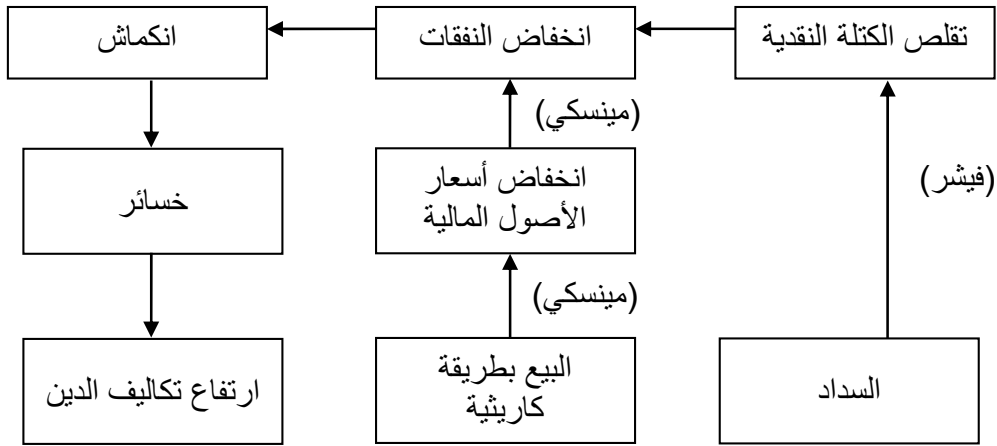 تقلص الكتلة النقدية
انخفاض النفقات
انكماش
(مينسكي)
انخفاض أسعار
الأصول المالية
خسائر
(فيشر)
(مينسكي)
السداد
البيع بطريقة
كاريثية
ارتفاع تكاليف الدين